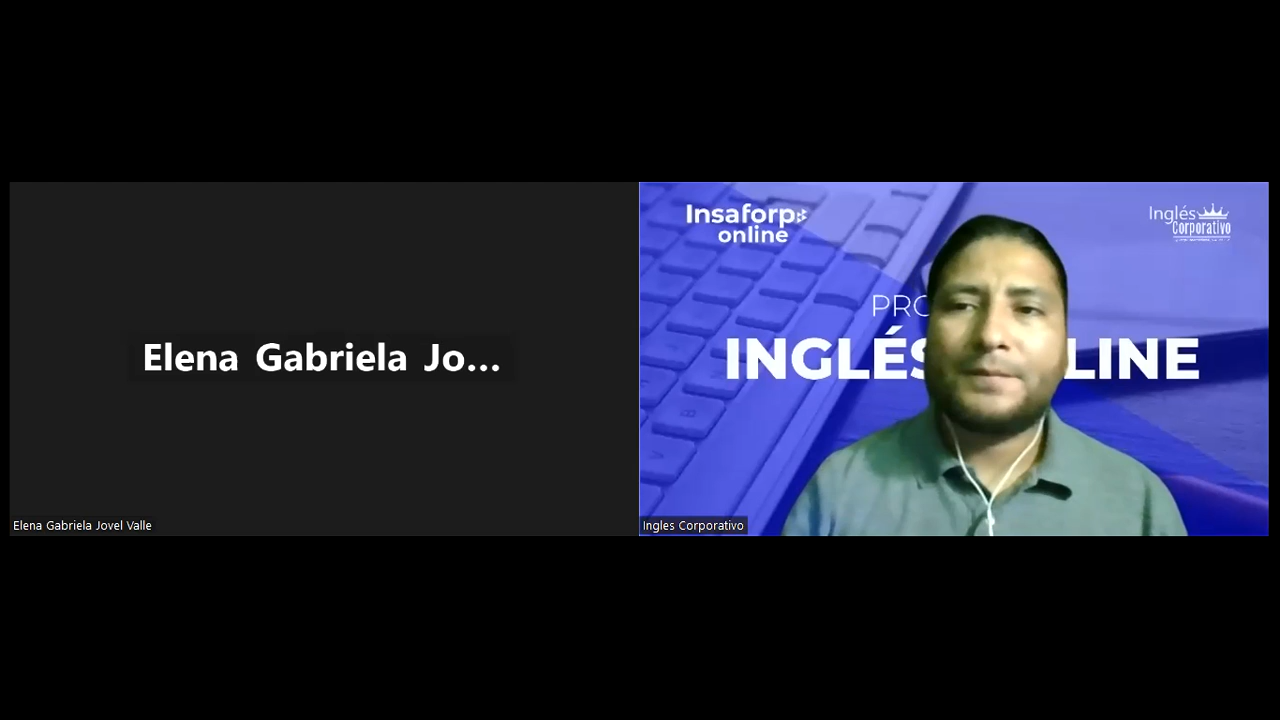 Elena Gabriela Jo...
Elena Gabriela Jovel Valle
Insaforp
online
Inglés
Corporativo
PRO
INGLÉS LINE
Ingles Corporativo